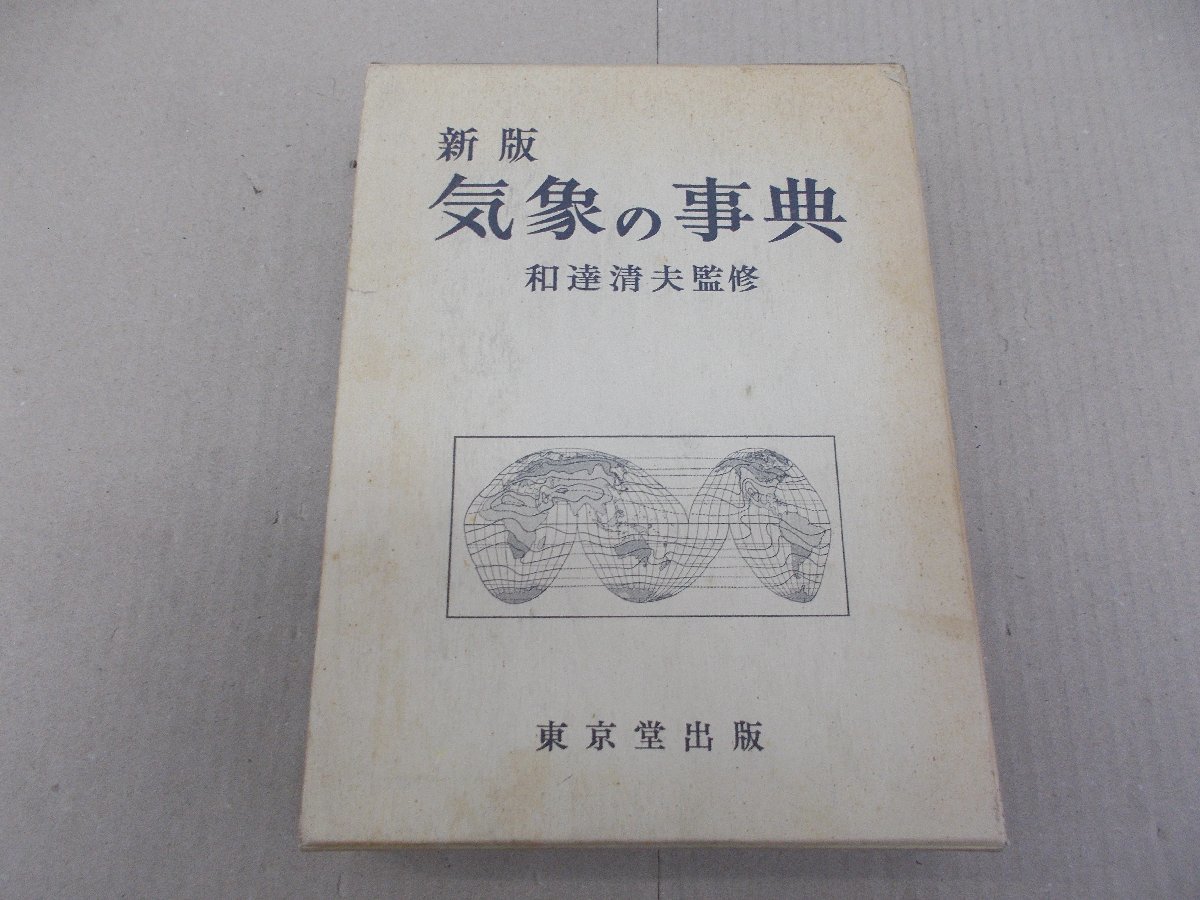 新版
気象の事典
和達清夫監修
東京堂出版